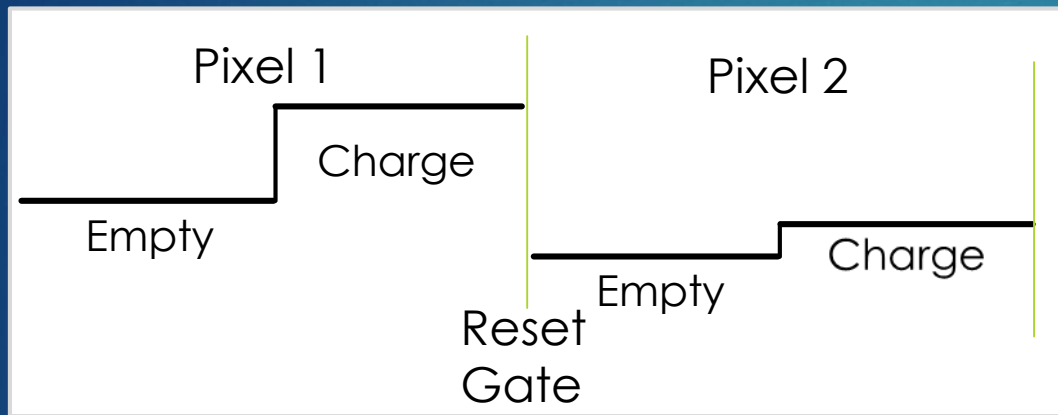 Pixel 1
Charge
Empty
Pixel 2
Charge
Empty
Reset
Gate